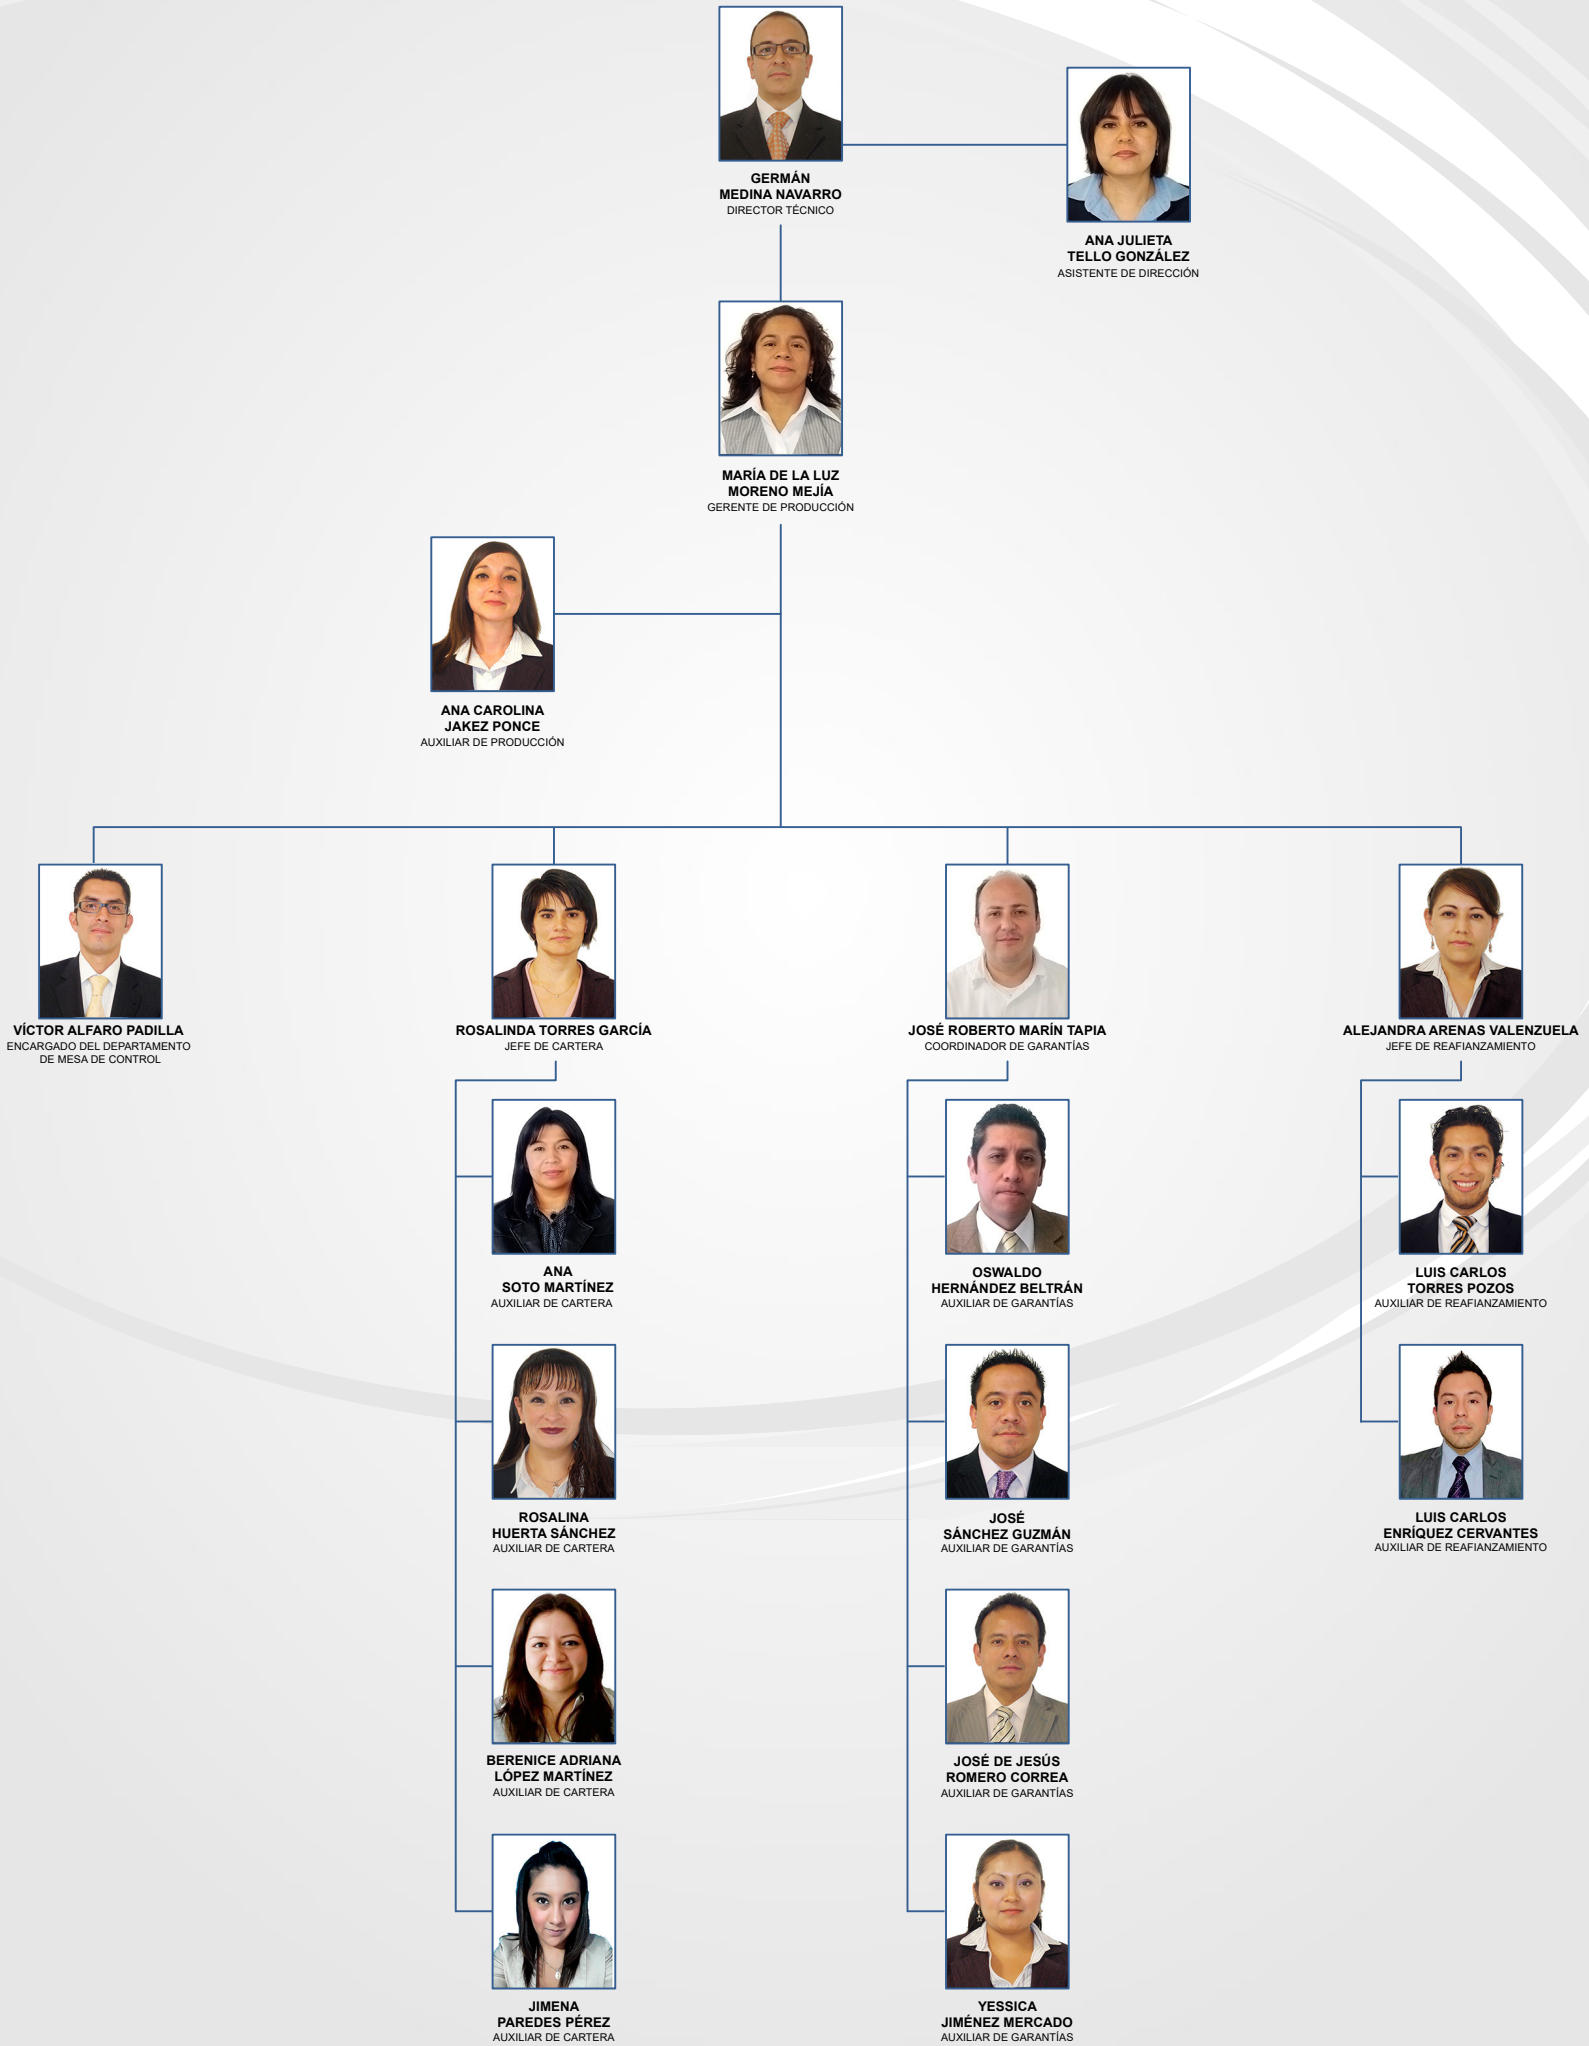 GERMÁN
MEDINA NAVARRO
DIRECTOR TÉCNICO
ANA JULIETA
TELLO GONZÁLEZ
ASISTENTE DE DIRECCIÓN
MARÍA DE LA LUZ
MORENO MEJÍA
GERENTE DE PRODUCCIÓN
ANA CAROLINA
JAKEZ PONCE
AUXILIAR DE PRODUCCIÓN
VÍCTOR ALFARO PADILLA
ENCARGADO DEL DEPARTAMENTO
DE MESA DE CONTROL
ROSALINDA TORRES GARCÍA
JEFE DE CARTERA
JOSÉ ROBERTO MARÍN TAPIA
COORDINADOR DE GARANTÍAS
ALEJANDRA ARENAS VALENZUELA
JEFE DE REAFIANZAMIENTO
ANA
SOTO MARTÍNEZ
AUXILIAR DE CARTERA
OSWALDO
HERNÁNDEZ BELTRÁN
AUXILIAR DE GARANTÍAS
LUIS CARLOS
TORRES POZOS
AUXILIAR DE REAFIANZAMIENTO
ROSALINA
HUERTA SÁNCHEZ
AUXILIAR DE CARTERA
JOSÉ
SÁNCHEZ GUZMÁN
AUXILIAR DE GARANTÍAS
LUIS CARLOS
ENRÍQUEZ CERVANTES
AUXILIAR DE REAFIANZAMIENTO
BERENICE ADRIANA
LÓPEZ MARTÍNEZ
AUXILIAR DE CARTERA
JOSÉ DE JESÚS
ROMERO CORREA
AUXILIAR DE GARANTÍAS
JIMENA
PAREDES PÉREZ
AUXILIAR DE CARTERA
YESSICA
JIMÉNEZ MERCADO
AUXILIAR DE GARANTÍAS